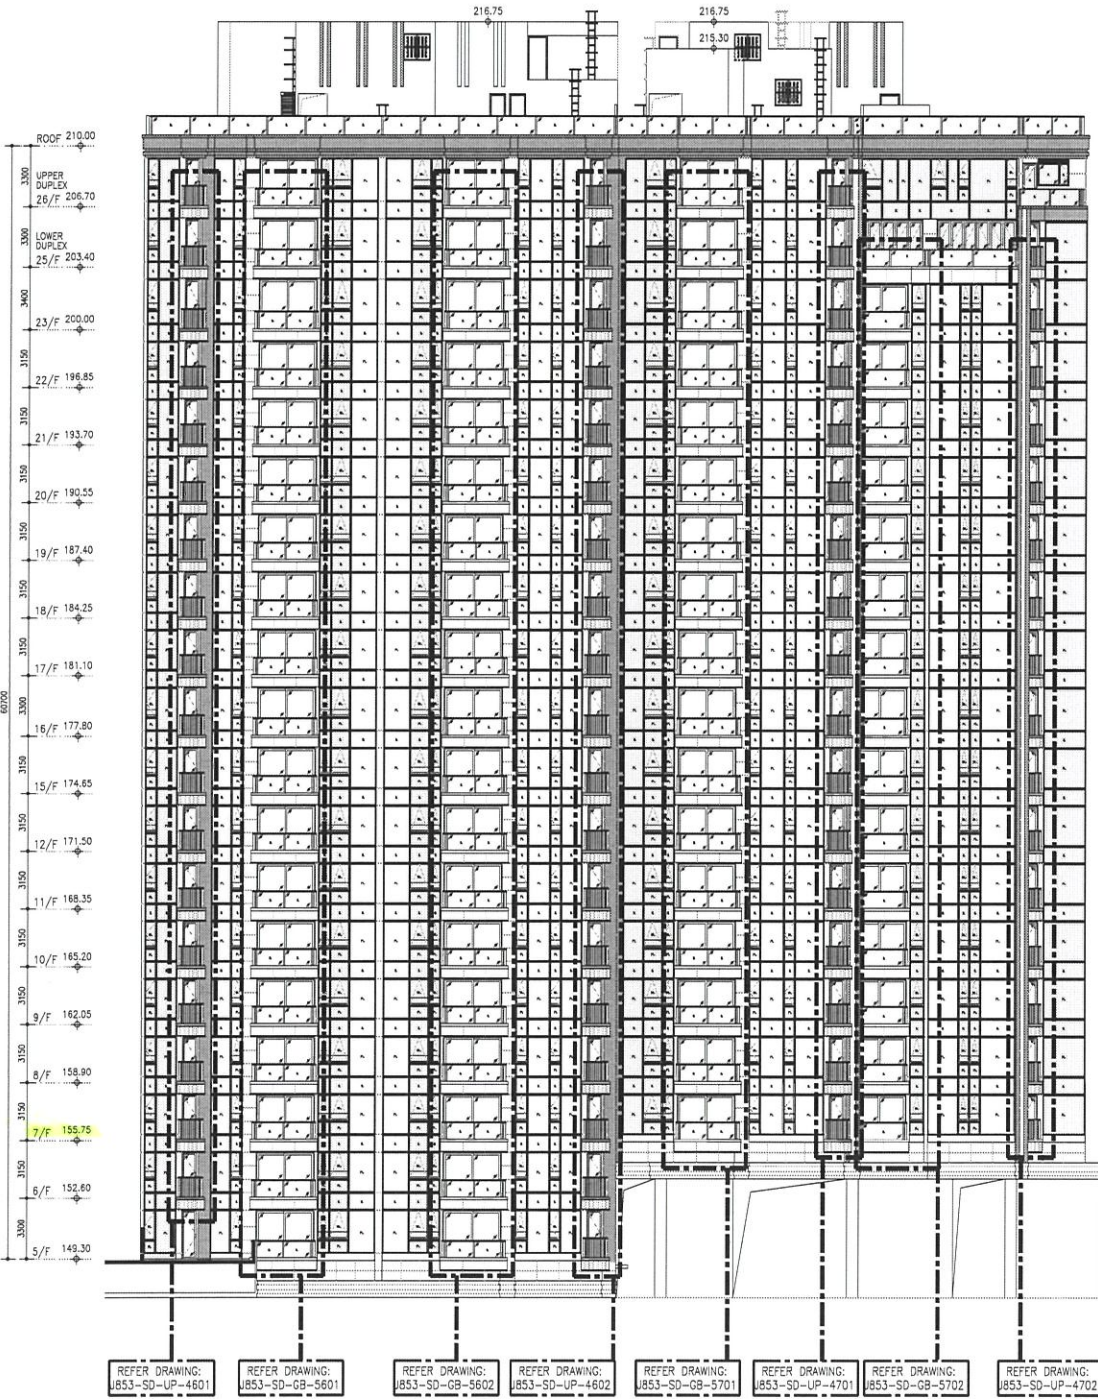 216.75
216.75
215.30
ROOF 210.00
3300
UPPER
DUPLEX
26/F 206.70
3300
LOWER
DUPLEX
25/F 203.40
3400
23/F 200.00
3150
22/F 196.85
3150
21/F 193.70
3150
20/F 190.55
3150
19/F 187.40
3150
18/F 184.25
3150
17/F 181.10
60700
3300
16/F 177.80
3150
15/F 174.65
3150
12/F 171.50
3150
11/F 168.35
3150
10/F 165.20
3150
9/F 162.05
3150
8/F 158.90
3150
7/F 155.75
3150
6/F 152.60
3300
5/F 149.30
REFER DRAWING:
J853-SD-UP-4601
REFER DRAWING:
J853-SD-GB-5601
REFER DRAWING:
J853-SD-GB-5602
REFER DRAWING:
J853-SD-UP-4602
REFER DRAWING:
J853-SD-GB-5701
REFER DRAWING:
J853-SD-UP-4701
REFER DRAWING:
J853-SD-GB-5702
REFER DRAWING:
J853-SD-UP-4702